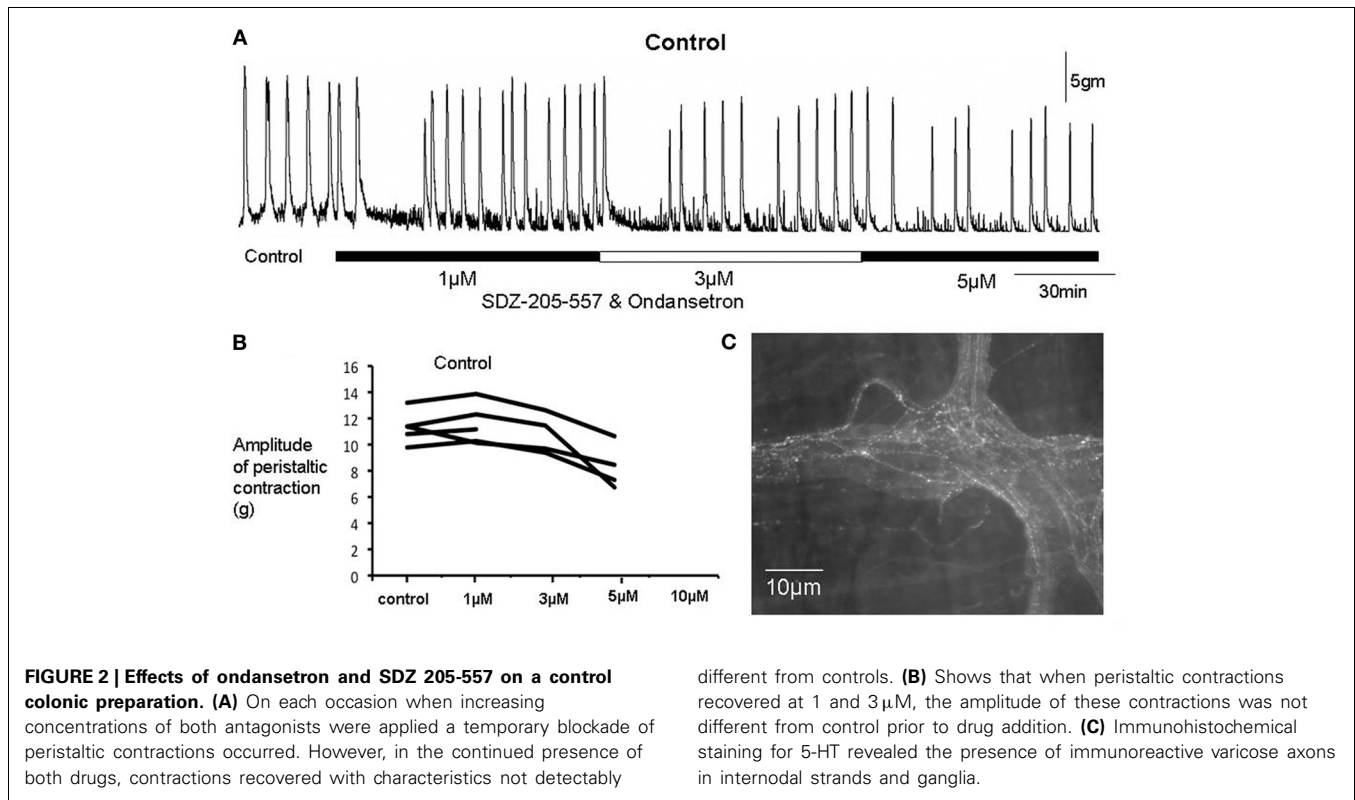 A
Control
5gm
Control
1µM
3µM
5µM
30min
SDZ-205-557 & Ondansetron
B
Control
16
14
12
10
8
6
4
2
0
Amplitude
of peristaltic
contraction
(g)
control
1µM
3µM
5µM
10µM
C
10µm
FIGURE 2 | Effects of ondansetron and SDZ 205-557 on a control
colonic preparation. (A) On each occasion when increasing
concentrations of both antagonists were applied a temporary blockade of
peristaltic contractions occurred. However, in the continued presence of
both drugs, contractions recovered with characteristics not detectably
different from controls. (B) Shows that when peristaltic contractions
recovered at 1 and 3 µM, the amplitude of these contractions was not
different from control prior to drug addition. (C) Immunohistochemical
staining for 5-HT revealed the presence of immunoreactive varicose axons
in internodal strands and ganglia.